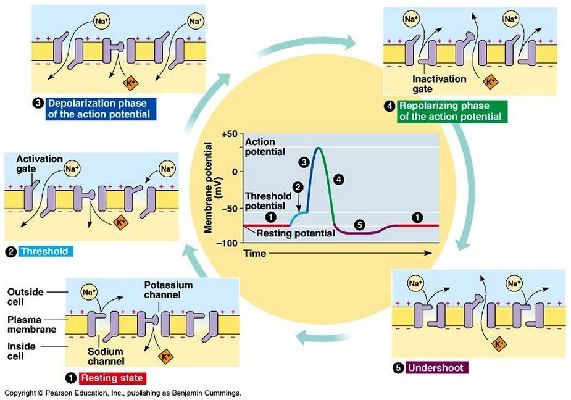 Na⁺
Na⁺
K⁺
3 Depolarization phase
of the action potential
Na⁺
Na⁺
Inactivation
gate
K⁺
4 Repolarizing phase
of the action potential
Activation
gate
Na⁺
Na⁺
K⁺
2 Threshold
Membrane potential
(mV)
+50
Action
potential
0
Threshold
potential
−50
Resting potential
−100
Time
1
2
3
4
5
1
Outside
cell
Plasma
membrane
Inside
cell
Na⁺
Potassium
channel
Sodium
channel
K⁺
1 Resting state
Na⁺
Na⁺
K⁺
5 Undershoot
Copyright © Pearson Education, Inc., publishing as Benjamin Cummings.